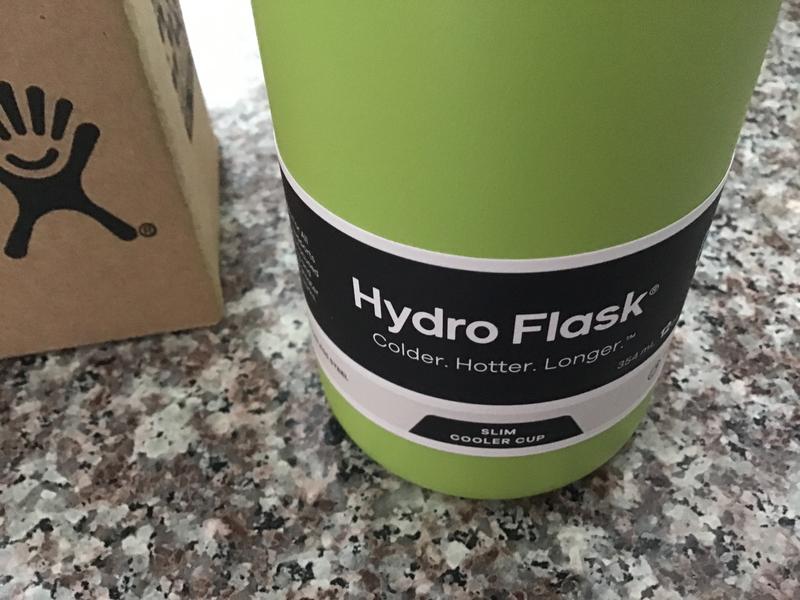 Hydro Flask®
Colder. Hotter. Longer.™
354 mL
SLIM
COOLER CUP
®